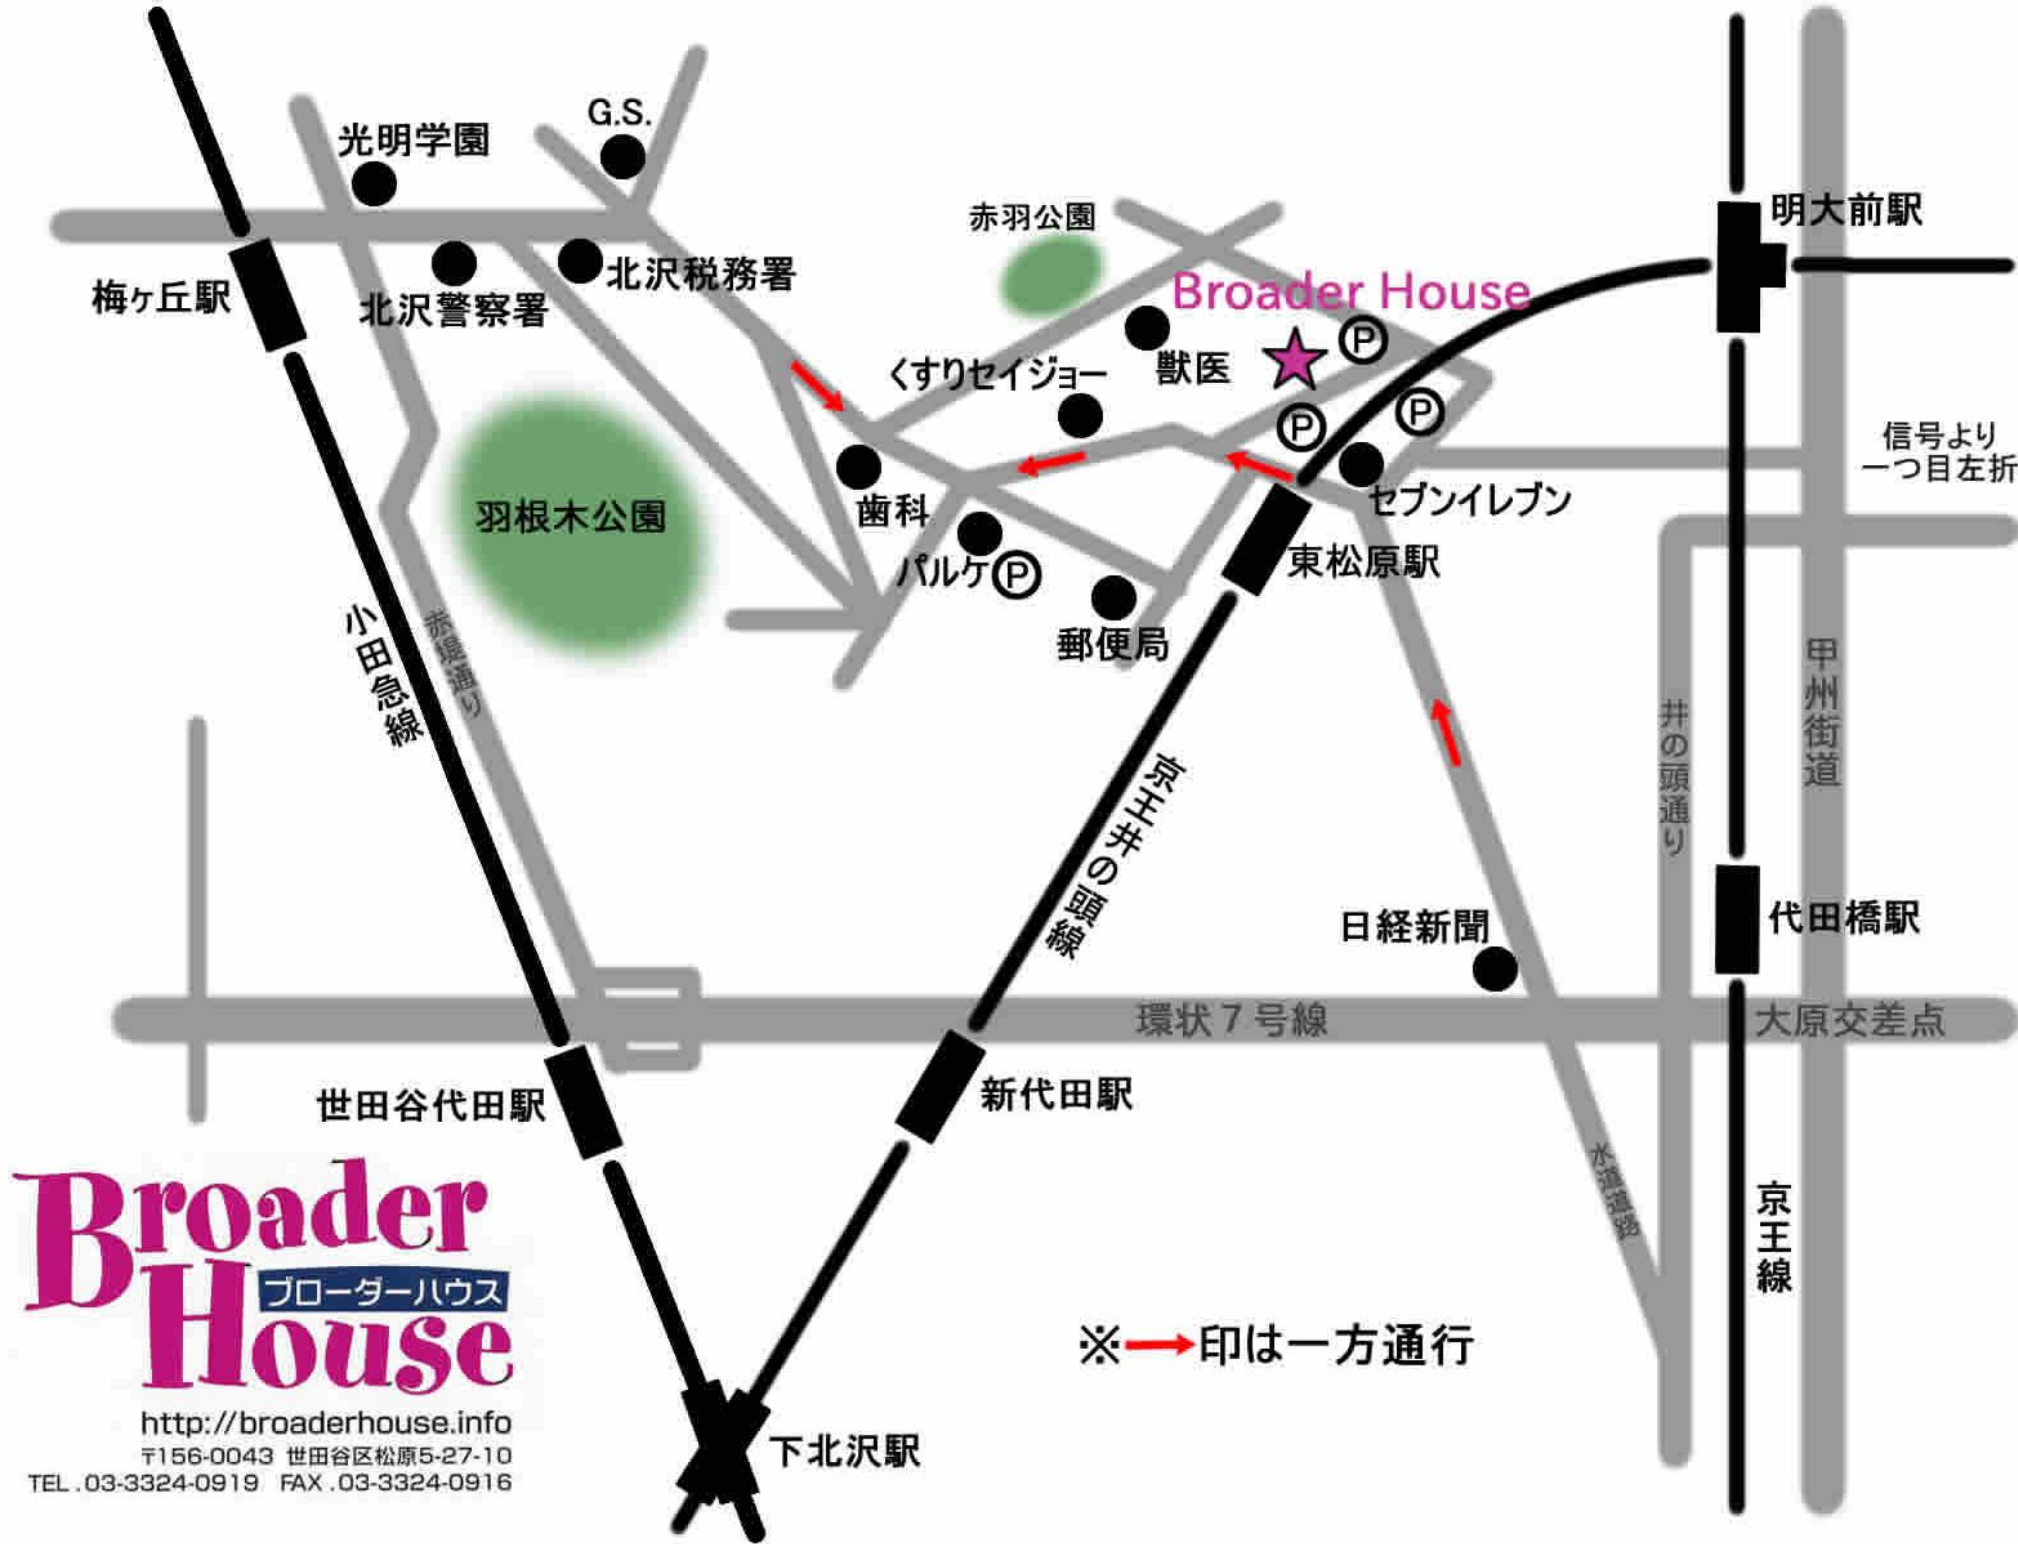 G.S.
光明学園
赤羽公園
明大前駅
北沢税務署
梅ヶ丘駅
北沢警察署
Broader House
P
獣医
くすりセイジョー
P
P
信号より
一つ目左折
歯科
セブンイレブン
羽根木公園
東松原駅
パルケP
郵便局
小田急線
赤堤通り
甲州街道
井の頭通り
京王井の頭線
日経新聞
代田橋駅
環状7号線
大原交差点
世田谷代田駅
新代田駅
水道道路
京王線
Broader
House
ブローダーハウス
※→印は一方通行
http://broaderhouse.info
〒156-0043 世田谷区松原5-27-10
TEL.03-3324-0919 FAX.03-3324-0916
下北沢駅